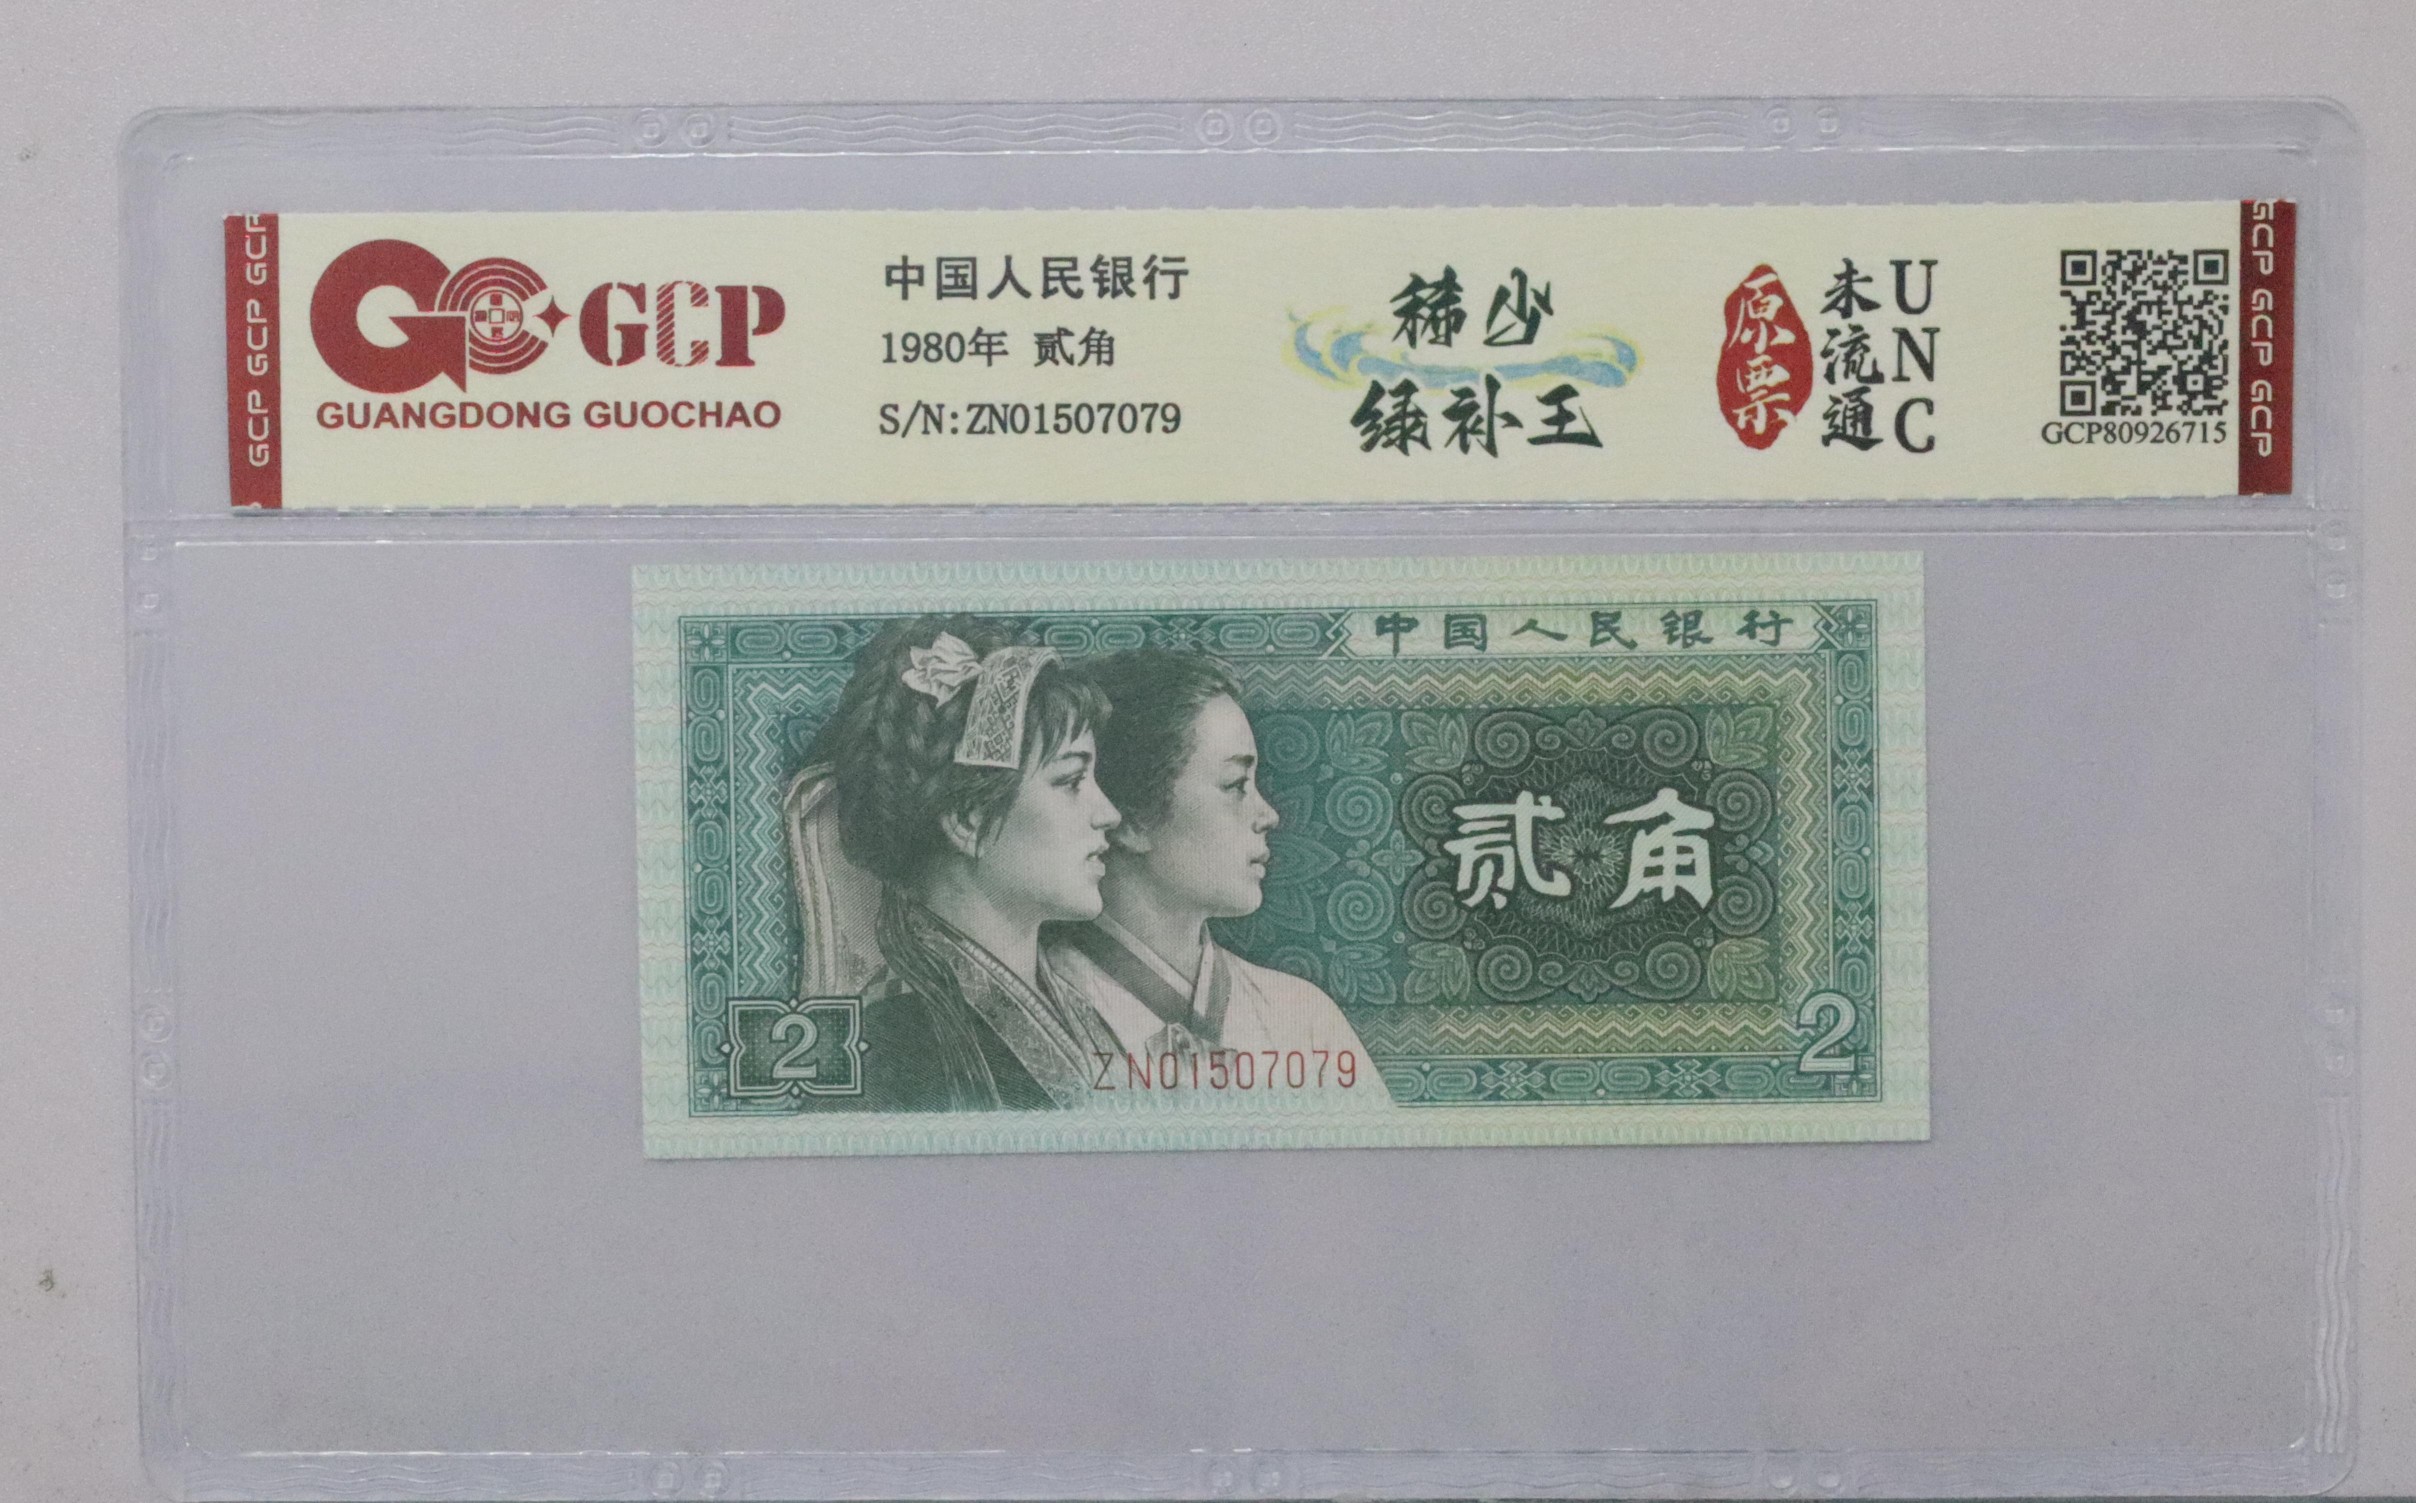 GCP GCP GCP
GCP
GUANGDONG GUOCHAO
中国人民银行
1980年 贰角
S/N:ZN01507079
稀少
绿补王
原票
未流通
UNC
GCP80926715
GCP GCP GCP
中国人民银行
贰角
2
ZN01507079
2